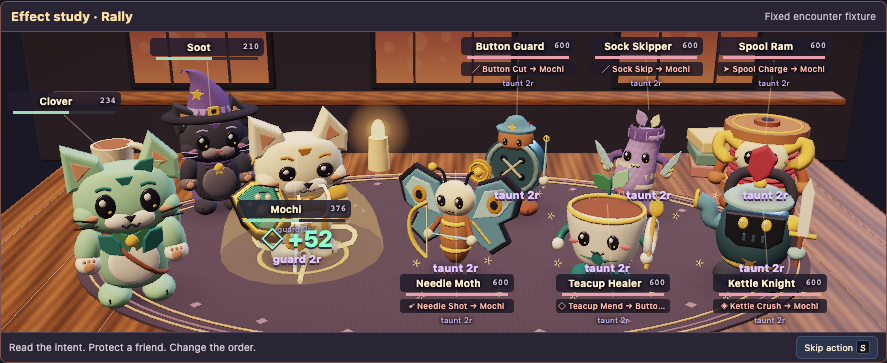 Effect study · Rally
Fixed encounter fixture
Soot 210
Button Guard 600
Button Cut → Mochi
taunt 2r
Sock Skipper 600
Sock Skip → Mochi
taunt 2r
Spool Ram 600
Spool Charge → Mochi
taunt 2r
Clover 234
taunt 2r
taunt 2r
taunt 2r
Mochi 376
guard 2r
+52
guard 2r
taunt 2r
taunt 2r
taunt 2r
Needle Moth 600
Needle Shot → Mochi
taunt 2r
Teacup Healer 600
Teacup Mend → Butto...
taunt 2r
Kettle Knight 600
Kettle Crush → Mochi
taunt 2r
Read the intent. Protect a friend. Change the order.
Skip action S